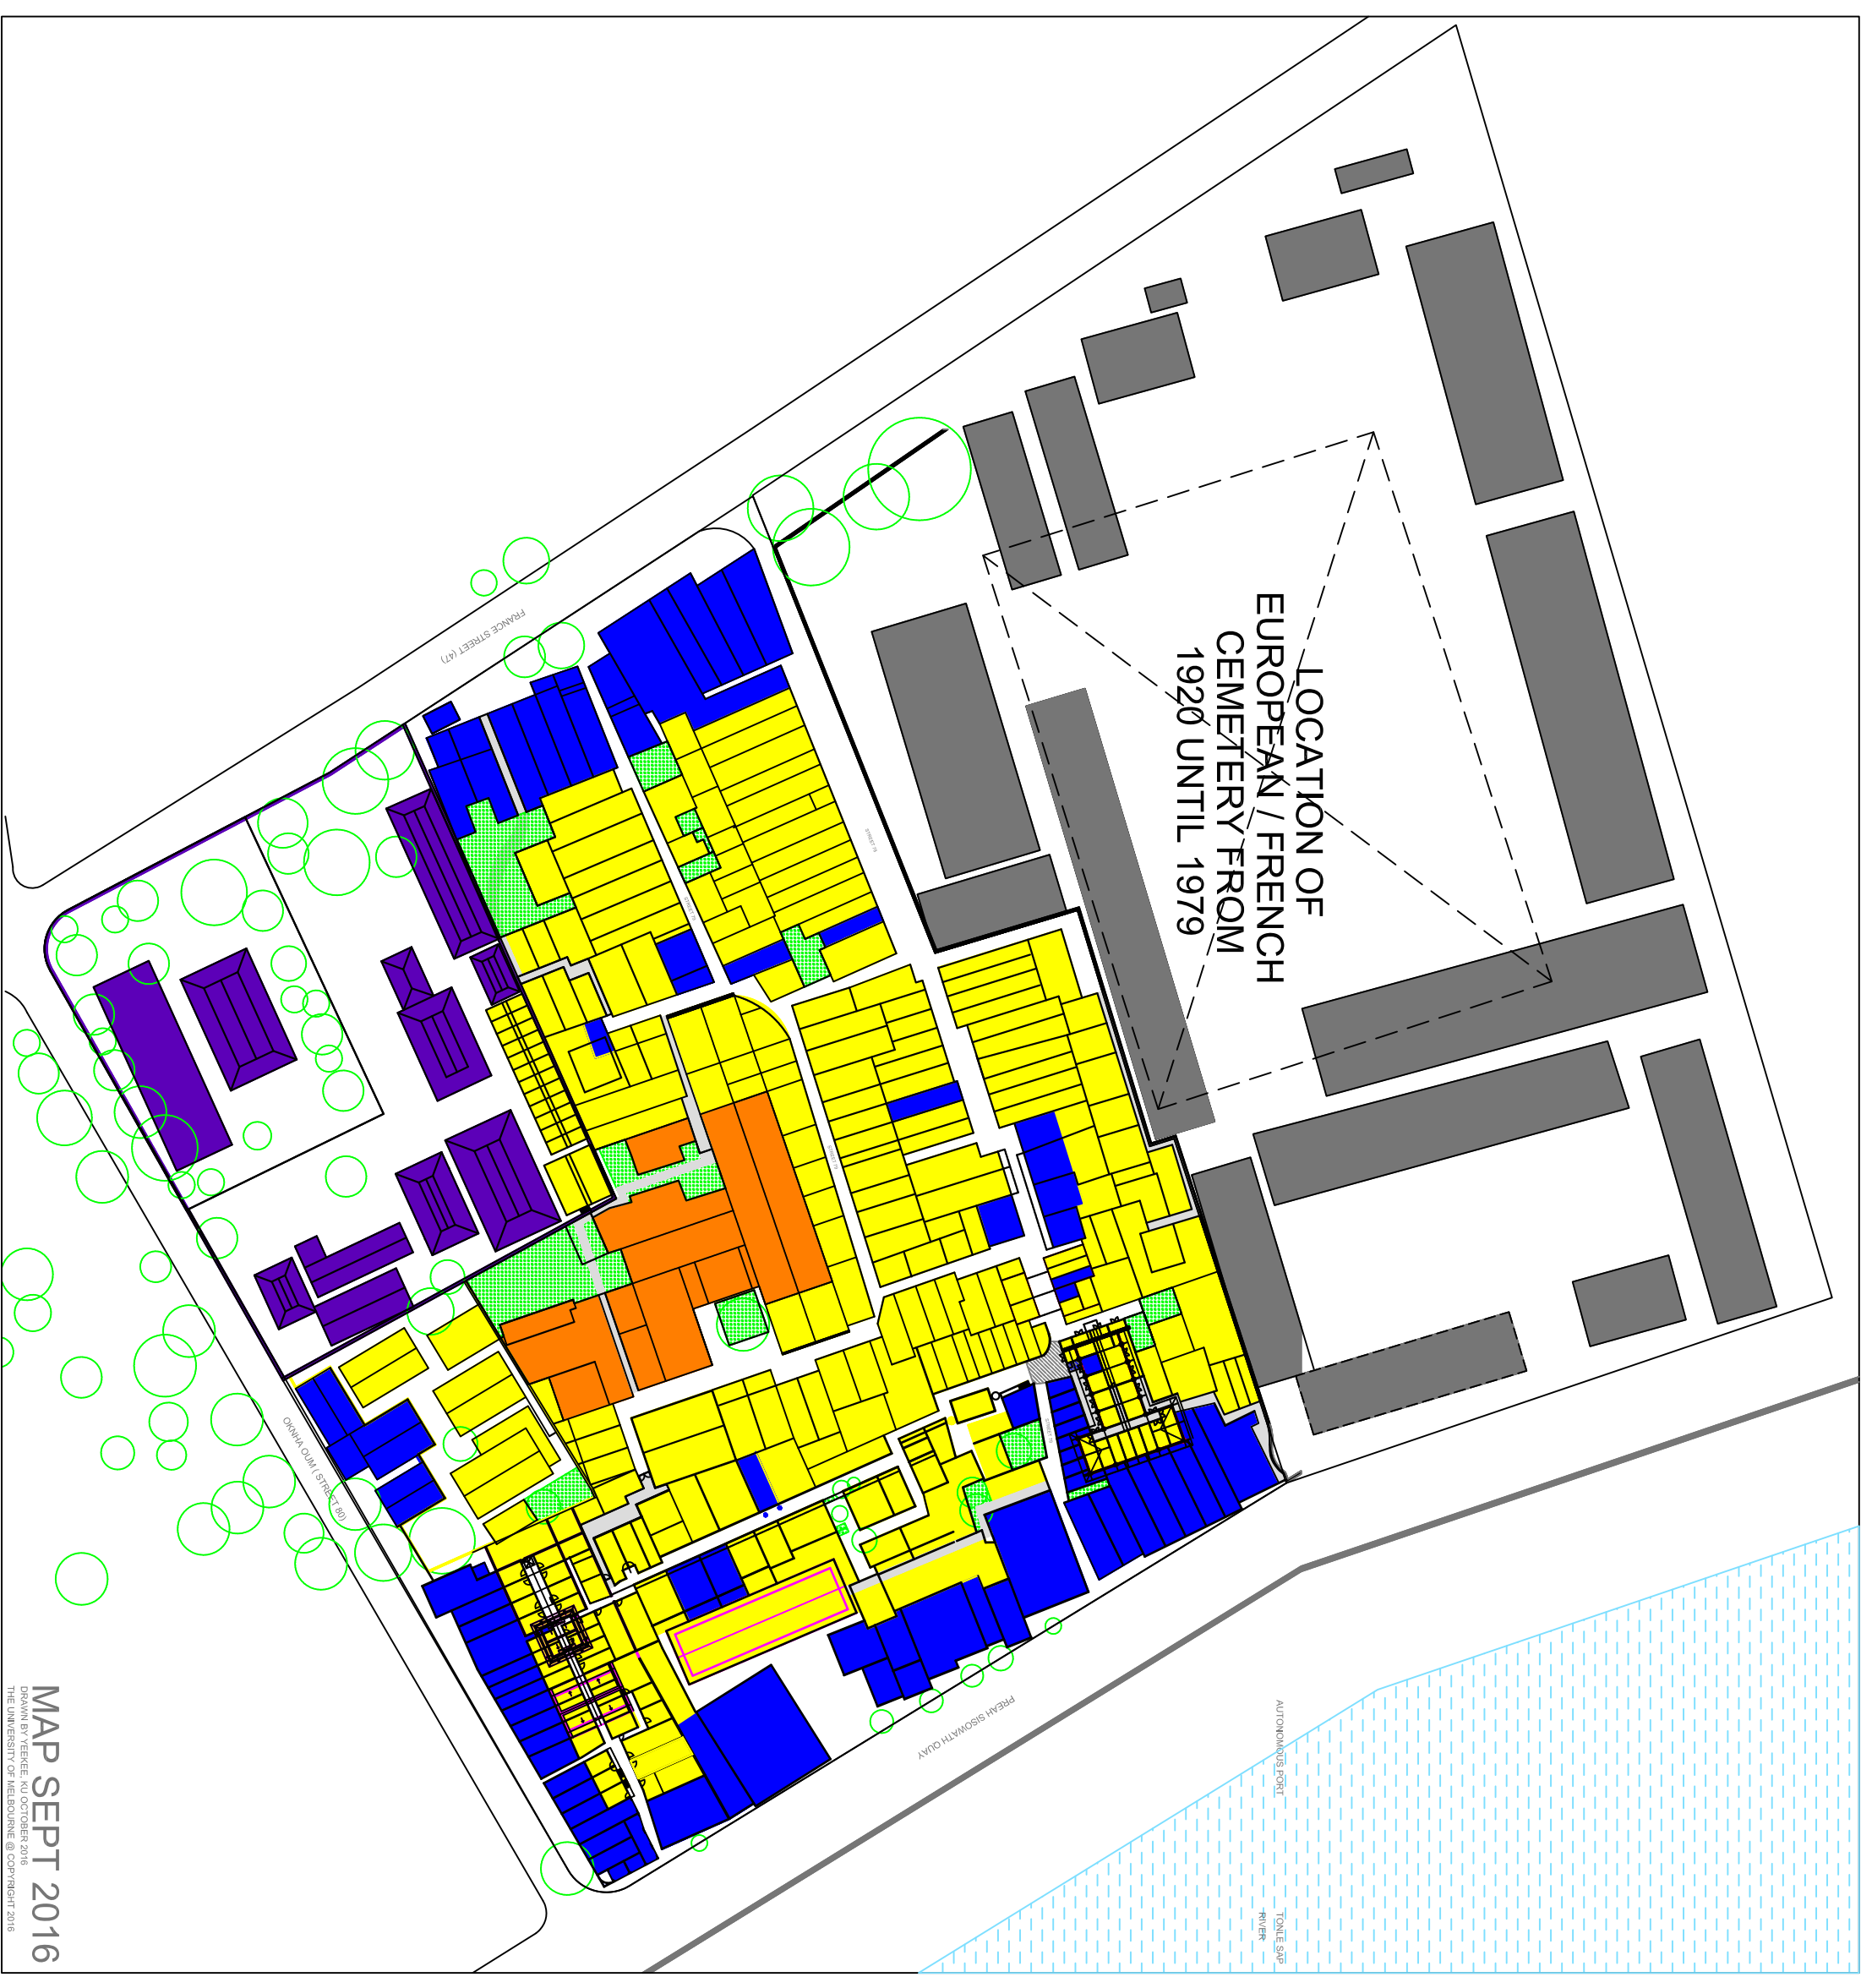 LOCATION OF
EUROPEAN / FRENCH
CEMETERY FROM
1920 UNTIL 1979
FRANCE STREET (47)
STREET 79
OKNHA OUM ( STREET 80)
PREAH SISOWATH QUAY
AUTONOMOUS PORT
TONLE SAP
RIVER
MAP SEPT 2016
DRAWN BY YEEKEE. KU OCTOBER 2016
THE UNIVERSITY OF MELBOURNE @ COPYRIGHT 2016